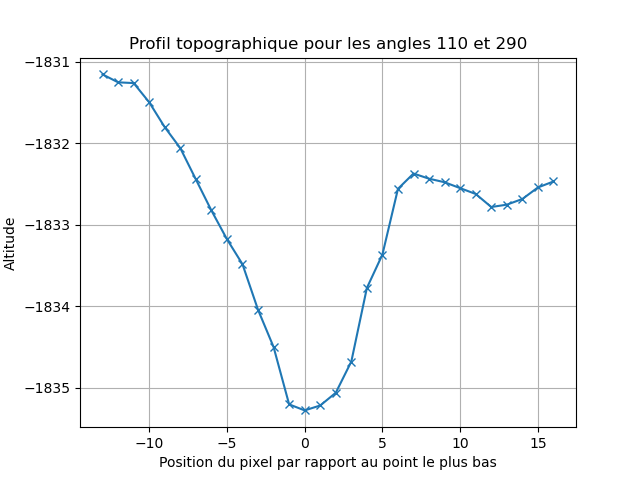 Profil topographique pour les angles 110 et 290
Altitude
−1831
−1832
−1833
−1834
−1835
−10 −5 0 5 10 15
Position du pixel par rapport au point le plus bas